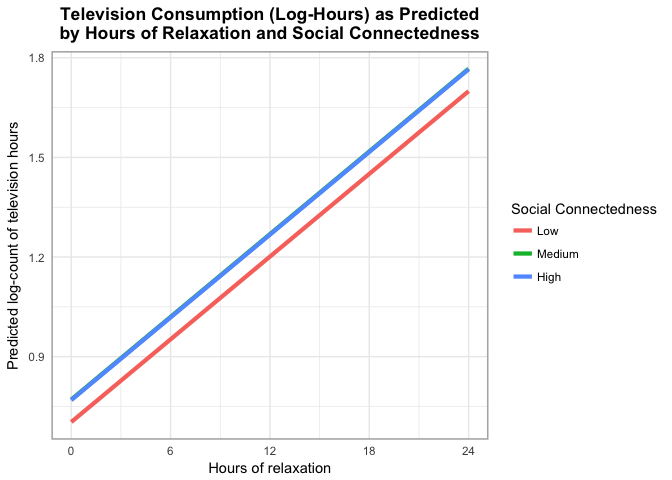 Television Consumption (Log-Hours) as Predicted
by Hours of Relaxation and Social Connectedness
1.8
1.5
1.2
0.9
Predicted log-count of television hours
0 6 12 18 24
Hours of relaxation
Social Connectedness
Low
Medium
High